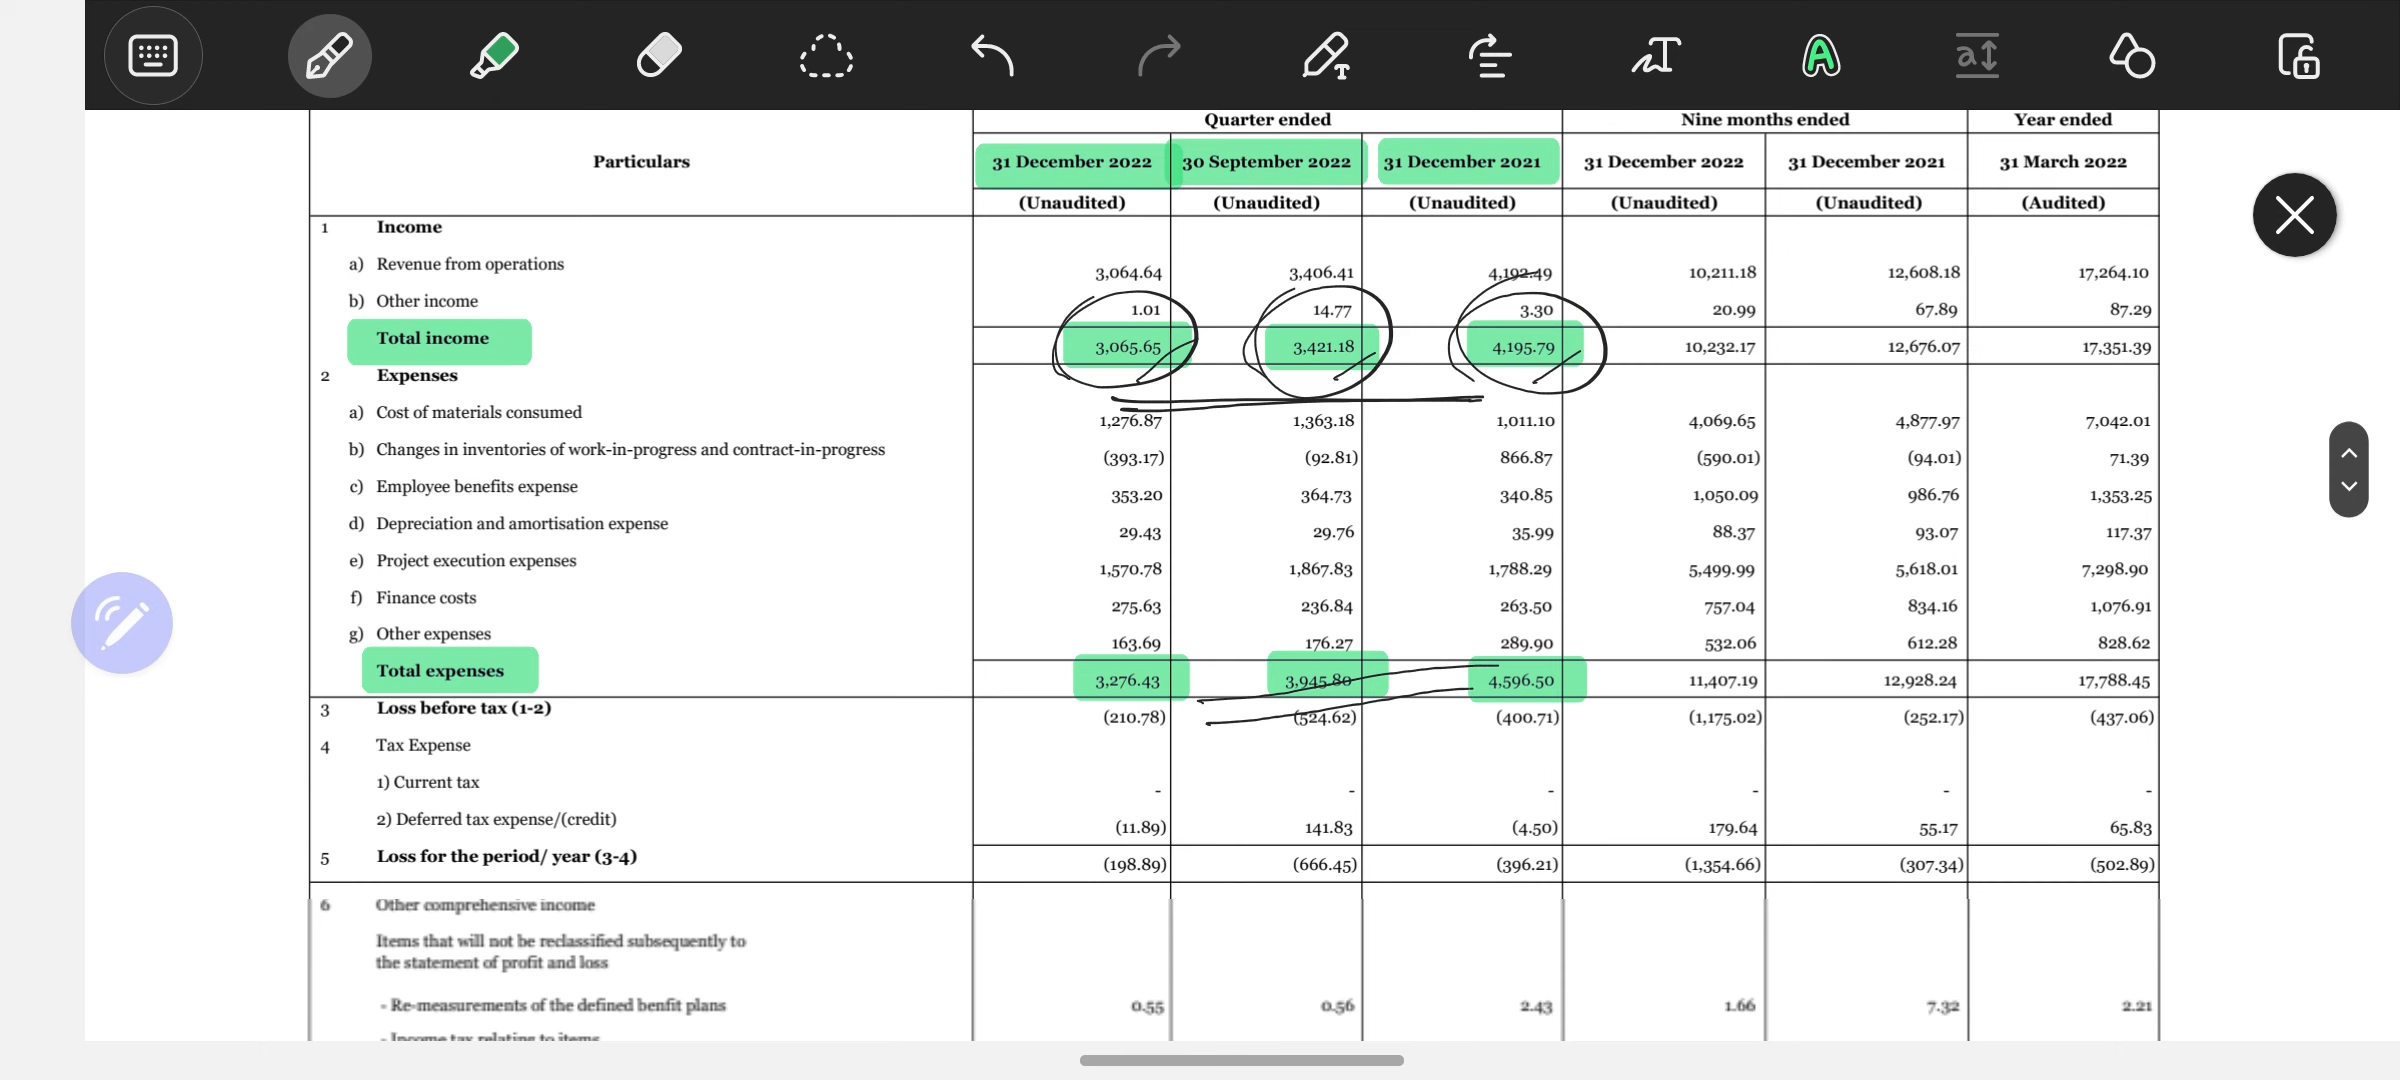 Quarter ended Nine months ended Year ended
Particulars 31 December 2022 30 September 2022 31 December 2021 31 December 2022 31 December 2021 31 March 2022
(Unaudited) (Unaudited) (Unaudited) (Unaudited) (Unaudited) (Audited)
1 Income
a) Revenue from operations 3,064.64 3,406.41 4,192.49 10,211.18 12,608.18 17,264.10
b) Other income 1.01 14.77 3.30 20.99 67.89 87.29
Total income 3,065.65 3,421.18 4,195.79 10,232.17 12,676.07 17,351.39
2 Expenses
a) Cost of materials consumed 1,276.87 1,363.18 1,011.10 4,069.65 4,877.97 7,042.01
b) Changes in inventories of work-in-progress and contract-in-progress (393.17) (92.81) 866.87 (590.01) (94.01) 71.39
c) Employee benefits expense 353.20 364.73 340.85 1,050.09 986.76 1,353.25
d) Depreciation and amortisation expense 29.43 29.76 35.99 88.37 93.07 117.37
e) Project execution expenses 1,570.78 1,867.83 1,788.29 5,499.99 5,618.01 7,298.90
f) Finance costs 275.63 236.84 263.50 757.04 834.16 1,076.91
g) Other expenses 163.69 176.27 289.90 532.06 612.28 828.62
Total expenses 3,276.43 3,945.80 4,596.50 11,407.19 12,928.24 17,788.45
3 Loss before tax (1-2) (210.78) (524.62) (400.71) (1,175.02) (252.17) (437.06)
4 Tax Expense
1) Current tax - - - - - -
2) Deferred tax expense/(credit) (11.89) 141.83 (4.50) 179.64 55.17 65.83
5 Loss for the period/ year (3-4) (198.89) (666.45) (396.21) (1,354.66) (307.34) (502.89)
6 Other comprehensive income
Items that will not be reclassified subsequently to
the statement of profit and loss
- Re-measurements of the defined benfit plans 0.55 0.56 2.43 1.66 7.32 2.21
- Income tax relating to items